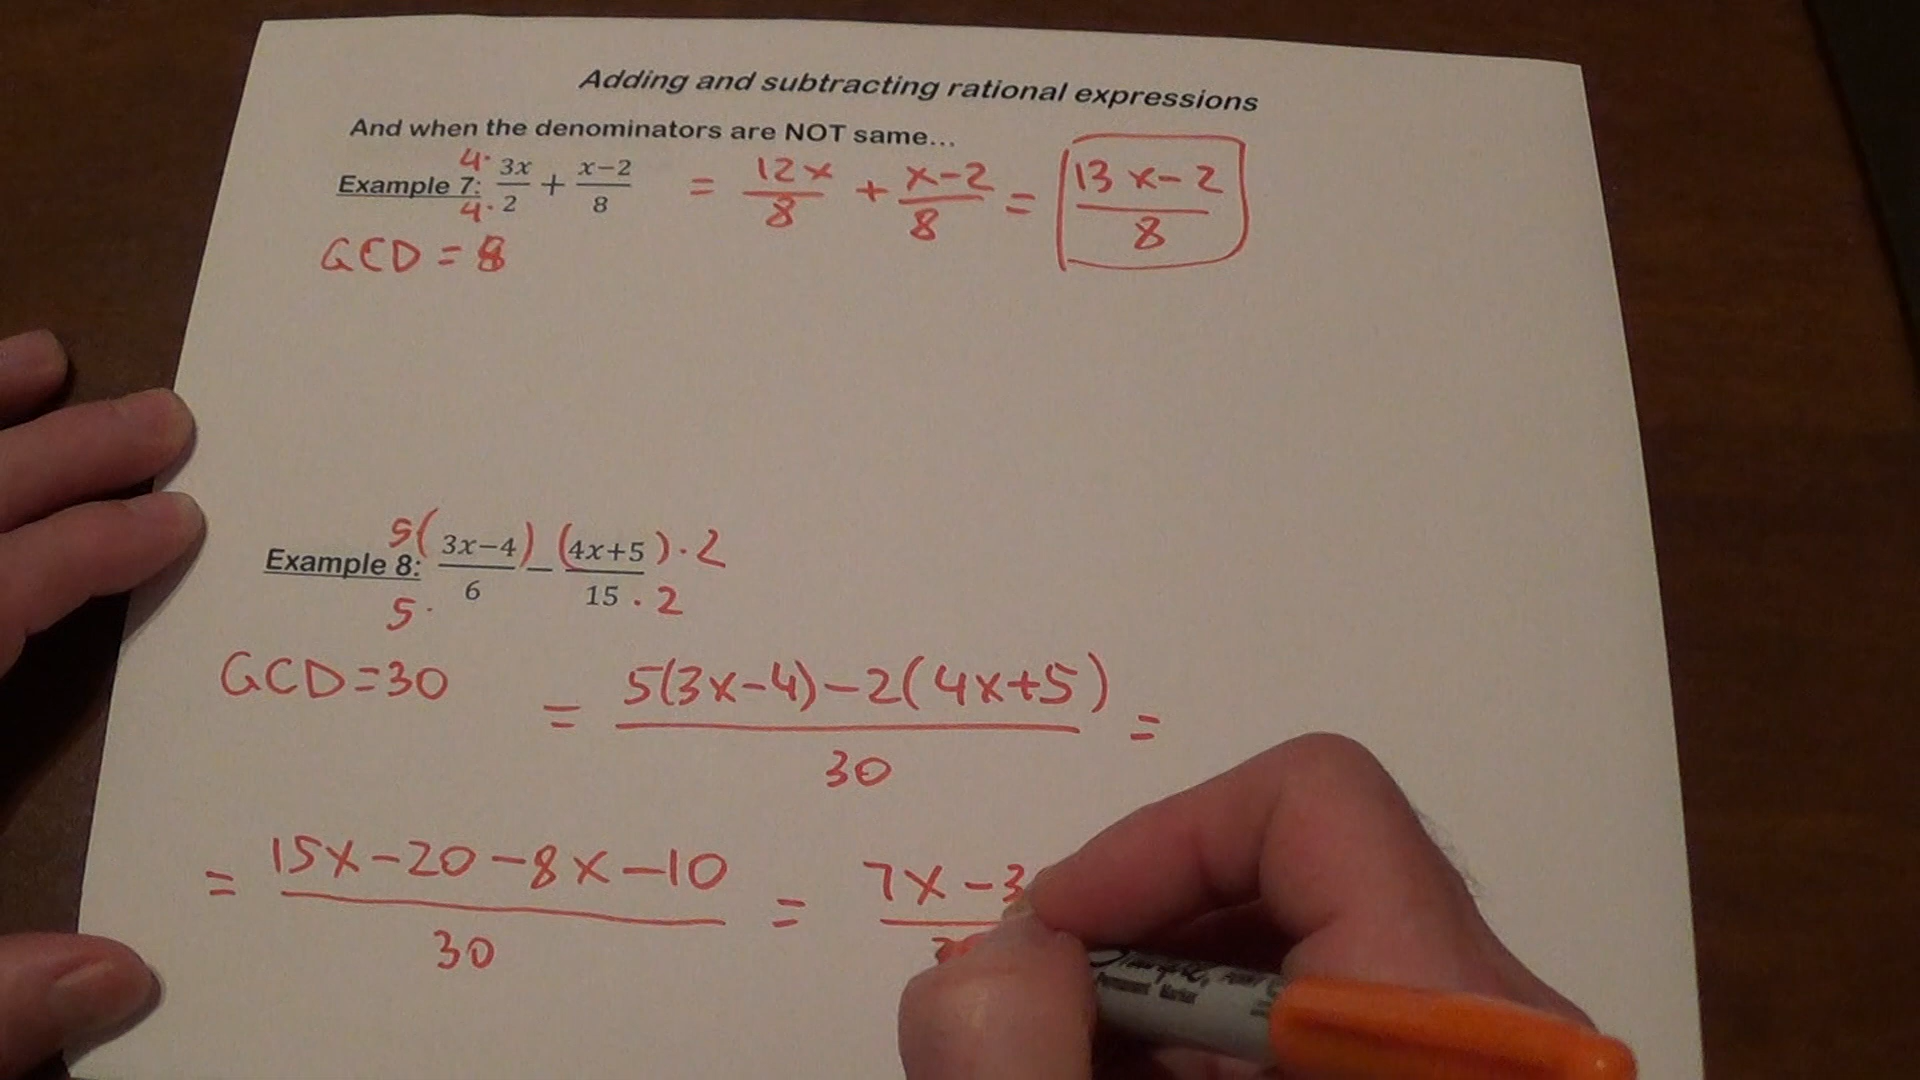 Adding and subtracting rational expressions
And when the denominators are NOT same...
Example 7: 4· 3x / 4· 2 + x−2 / 8 = 12x / 8 + x−2 / 8 = 13x−2 / 8
GCD = 8
Example 8: 5(3x−4) / 5· 6 − (4x+5)·2 / 15·2
GCD=30 = 5(3x−4)−2(4x+5) / 30 =
= 15x−20−8x−10 / 30 = 7x−3
Permanent Marker